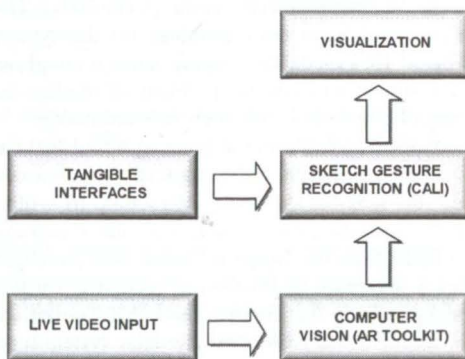 VISUALIZATION
TANGIBLE
INTERFACES
SKETCH GESTURE
RECOGNITION (CALI)
LIVE VIDEO INPUT
COMPUTER
VISION (AR TOOLKIT)